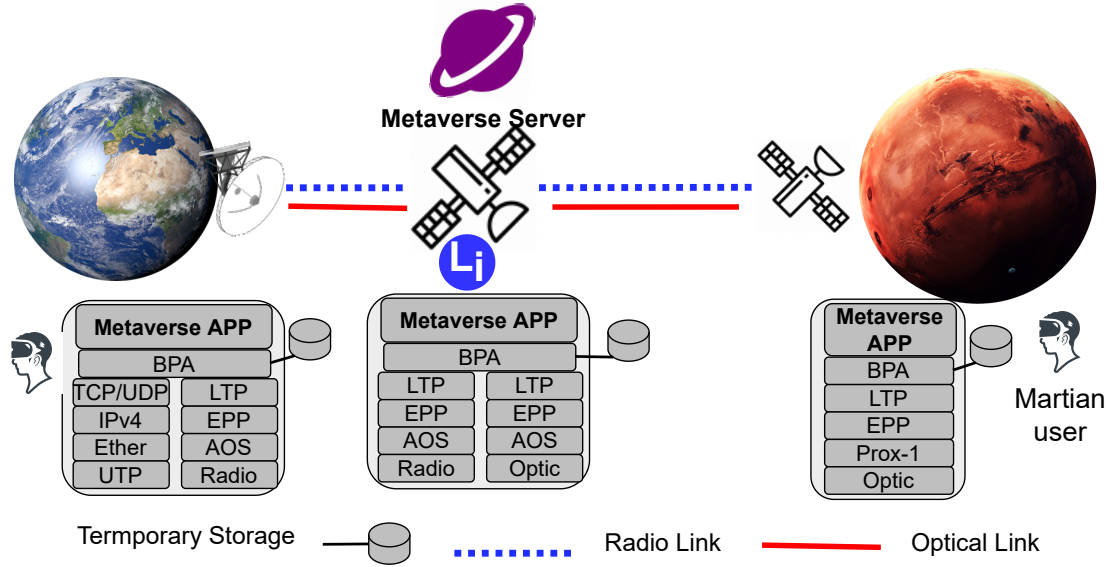 Metaverse Server
Li
Metaverse APP
BPA
TCP/UDP
LTP
IPv4
EPP
Ether
AOS
UTP
Radio
Metaverse APP
BPA
LTP
LTP
EPP
EPP
AOS
AOS
Radio
Optic
Metaverse
APP
BPA
LTP
EPP
Prox-1
Optic
Martian
user
Termporary Storage
Radio Link
Optical Link